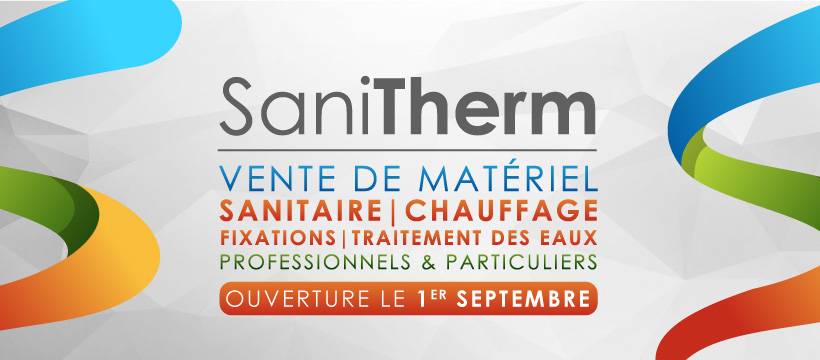 SaniTherm
VENTE DE MATÉRIEL
SANITAIRE|CHAUFFAGE
FIXATIONS|TRAITEMENT DES EAUX
PROFESSIONNELS & PARTICULIERS
OUVERTURE LE 1ER SEPTEMBRE